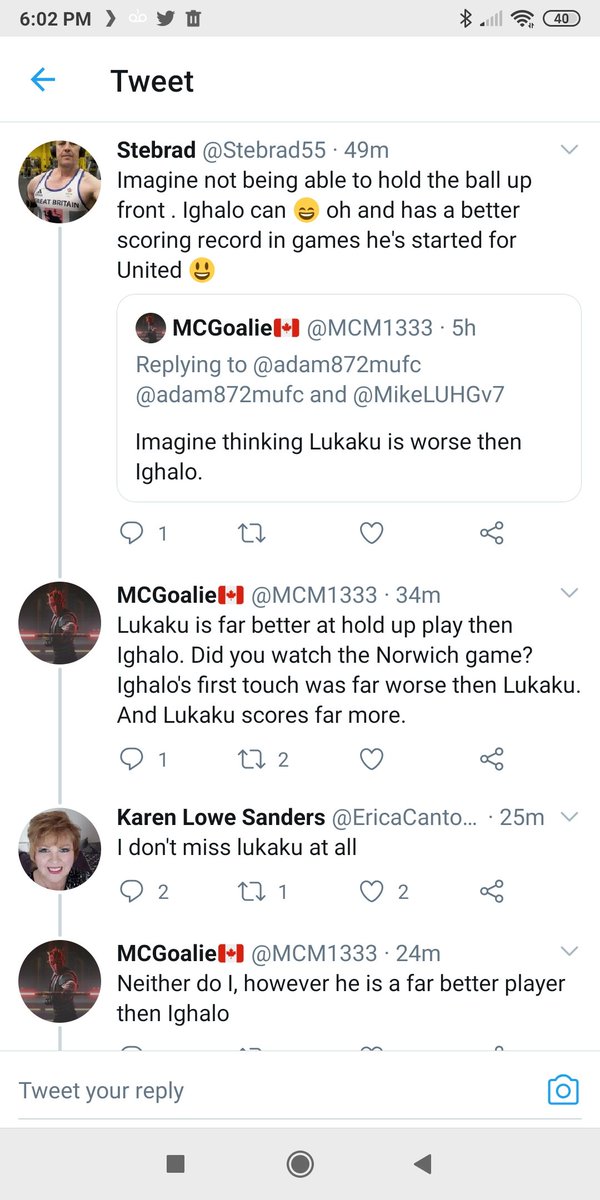 6:02 PM
40
Tweet
Stebrad @Stebrad55 · 49m
Imagine not being able to hold the ball up
front . Ighalo can 😄 oh and has a better
scoring record in games he's started for
United 😃
GREAT BRITAIN
MCGoalie🇨🇦 @MCM1333 · 5h
Replying to @adam872mufc
@adam872mufc and @MikeLUHGv7
Imagine thinking Lukaku is worse then
Ighalo.
1
MCGoalie🇨🇦 @MCM1333 · 34m
Lukaku is far better at hold up play then
Ighalo. Did you watch the Norwich game?
Ighalo's first touch was far worse then Lukaku.
And Lukaku scores far more.
1 2
Karen Lowe Sanders @EricaCanto... · 25m
I don't miss lukaku at all
2 1 2
MCGoalie🇨🇦 @MCM1333 · 24m
Neither do I, however he is a far better player
then Ighalo
Tweet your reply